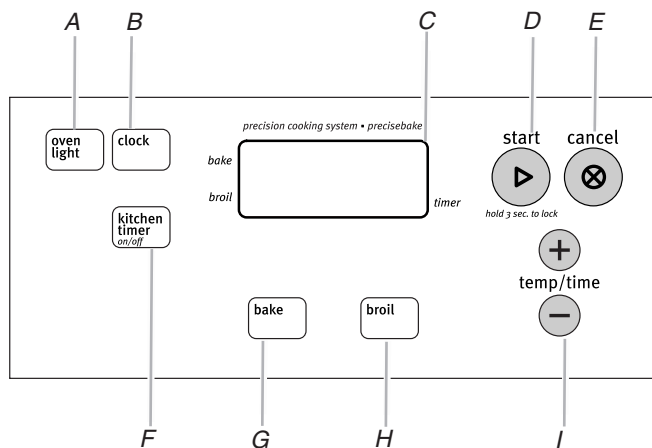 A
B
C
D
E
precision cooking system • precisebake
oven
light
clock
bake
broil
timer
start
cancel
hold 3 sec. to lock
kitchen
timer
on/off
temp/time
bake
broil
F
G
H
I